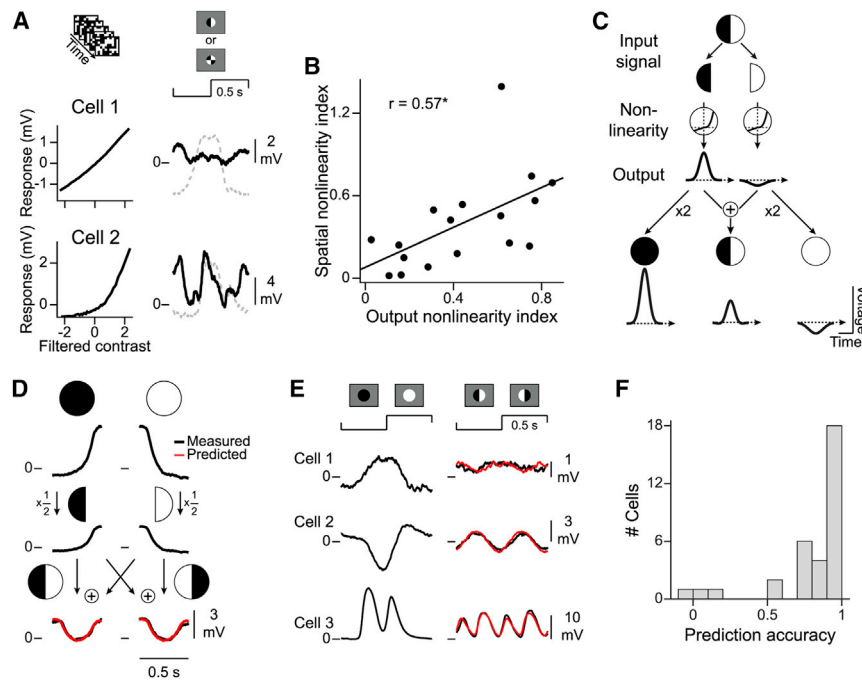 A
Time
or
0.5 s
Cell 1
Response (mV)
1
0
-1
0
2
mV
Cell 2
Response (mV)
2
1
0
-2
0
2
Filtered contrast
0
4
mV
B
r = 0.57*
Spatial nonlinearity index
1.2
0.6
0
0
0.4
0.8
Output nonlinearity index
C
Input
signal
Non-
linearity
Output
x2
+
x2
Voltage
Time
D
Measured
Predicted
0
x 1/2
x 1/2
0
+
+
0
3
mV
0.5 s
E
0.5 s
Cell 1
0
1
mV
Cell 2
0
3
mV
Cell 3
0
10
mV
F
# Cells
18
12
6
0
0
0.5
1
Prediction accuracy